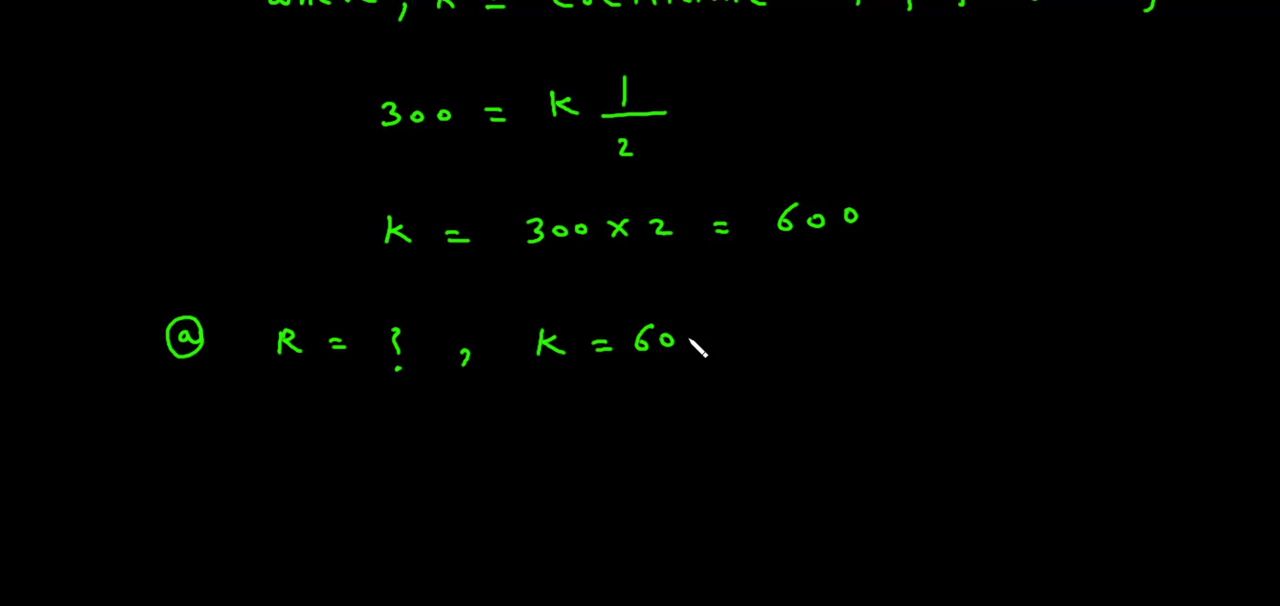 300 = K 1/2
K = 300 × 2 = 600
ⓐ R = ? , K = 60